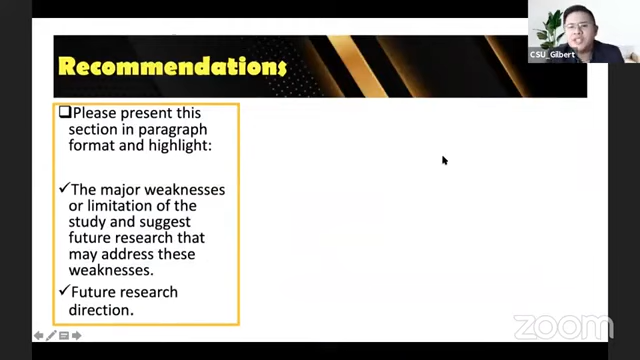 CSU_Gilbert
Recommendations
❑Please present this
section in paragraph
format and highlight:
✓The major weaknesses
or limitation of the
study and suggest
future research that
may address these
weaknesses.
✓Future research
direction.
zoom